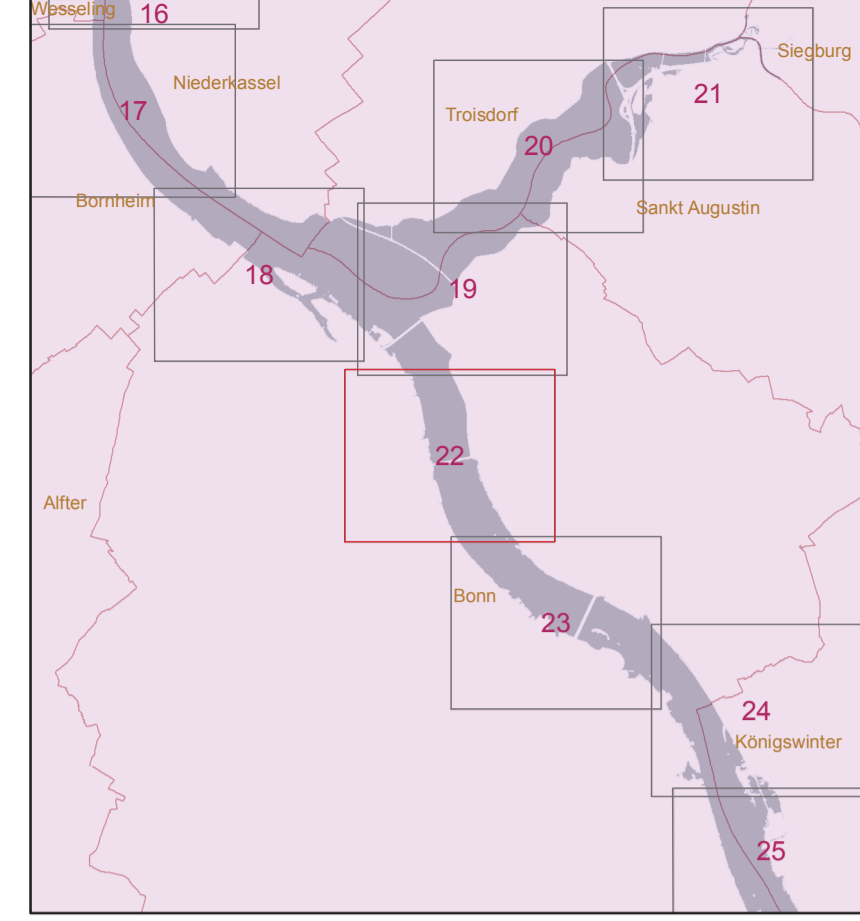 Wesseling
16
Siegburg
Niederkassel
21
17
Troisdorf
20
Bornheim
Sankt Augustin
18
19
22
Alfter
Bonn
23
24
Königswinter
25